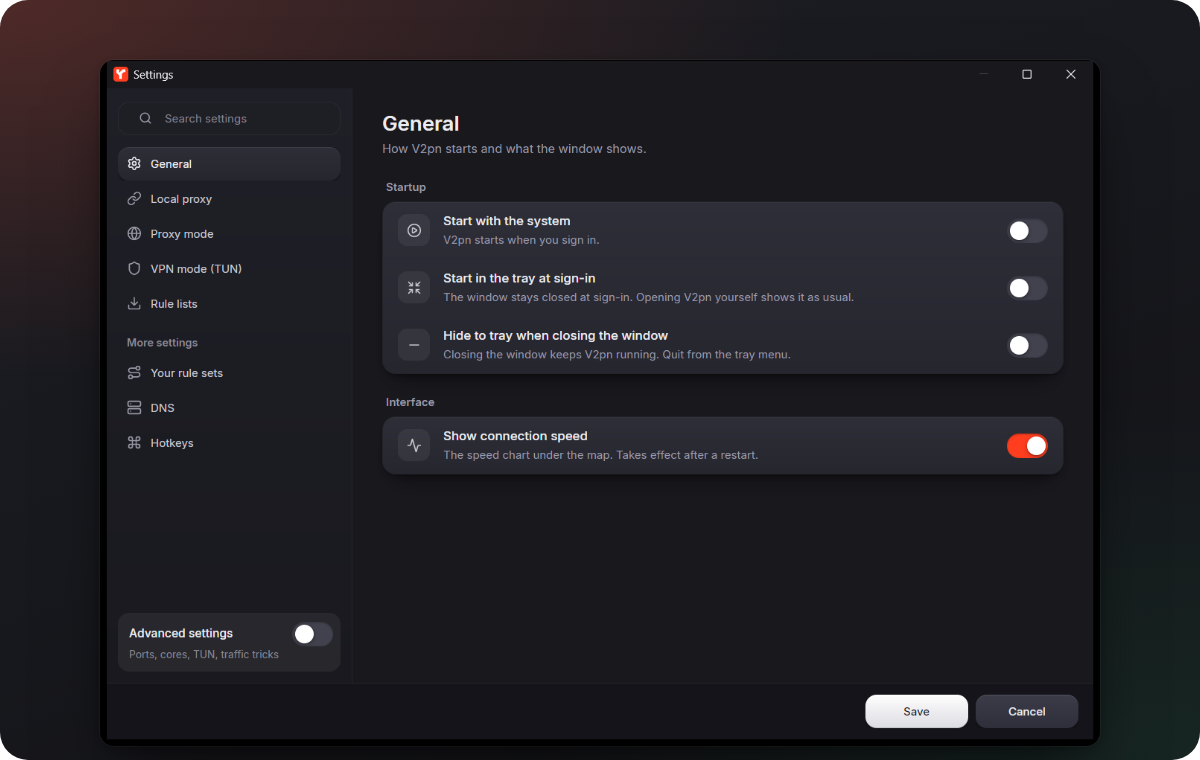 Settings
Search settings
General
Local proxy
Proxy mode
VPN mode (TUN)
Rule lists
More settings
Your rule sets
DNS
Hotkeys
Advanced settings
Ports, cores, TUN, traffic tricks
General
How V2pn starts and what the window shows.
Startup
Start with the system
V2pn starts when you sign in.
Start in the tray at sign-in
The window stays closed at sign-in. Opening V2pn yourself shows it as usual.
Hide to tray when closing the window
Closing the window keeps V2pn running. Quit from the tray menu.
Interface
Show connection speed
The speed chart under the map. Takes effect after a restart.
Save
Cancel